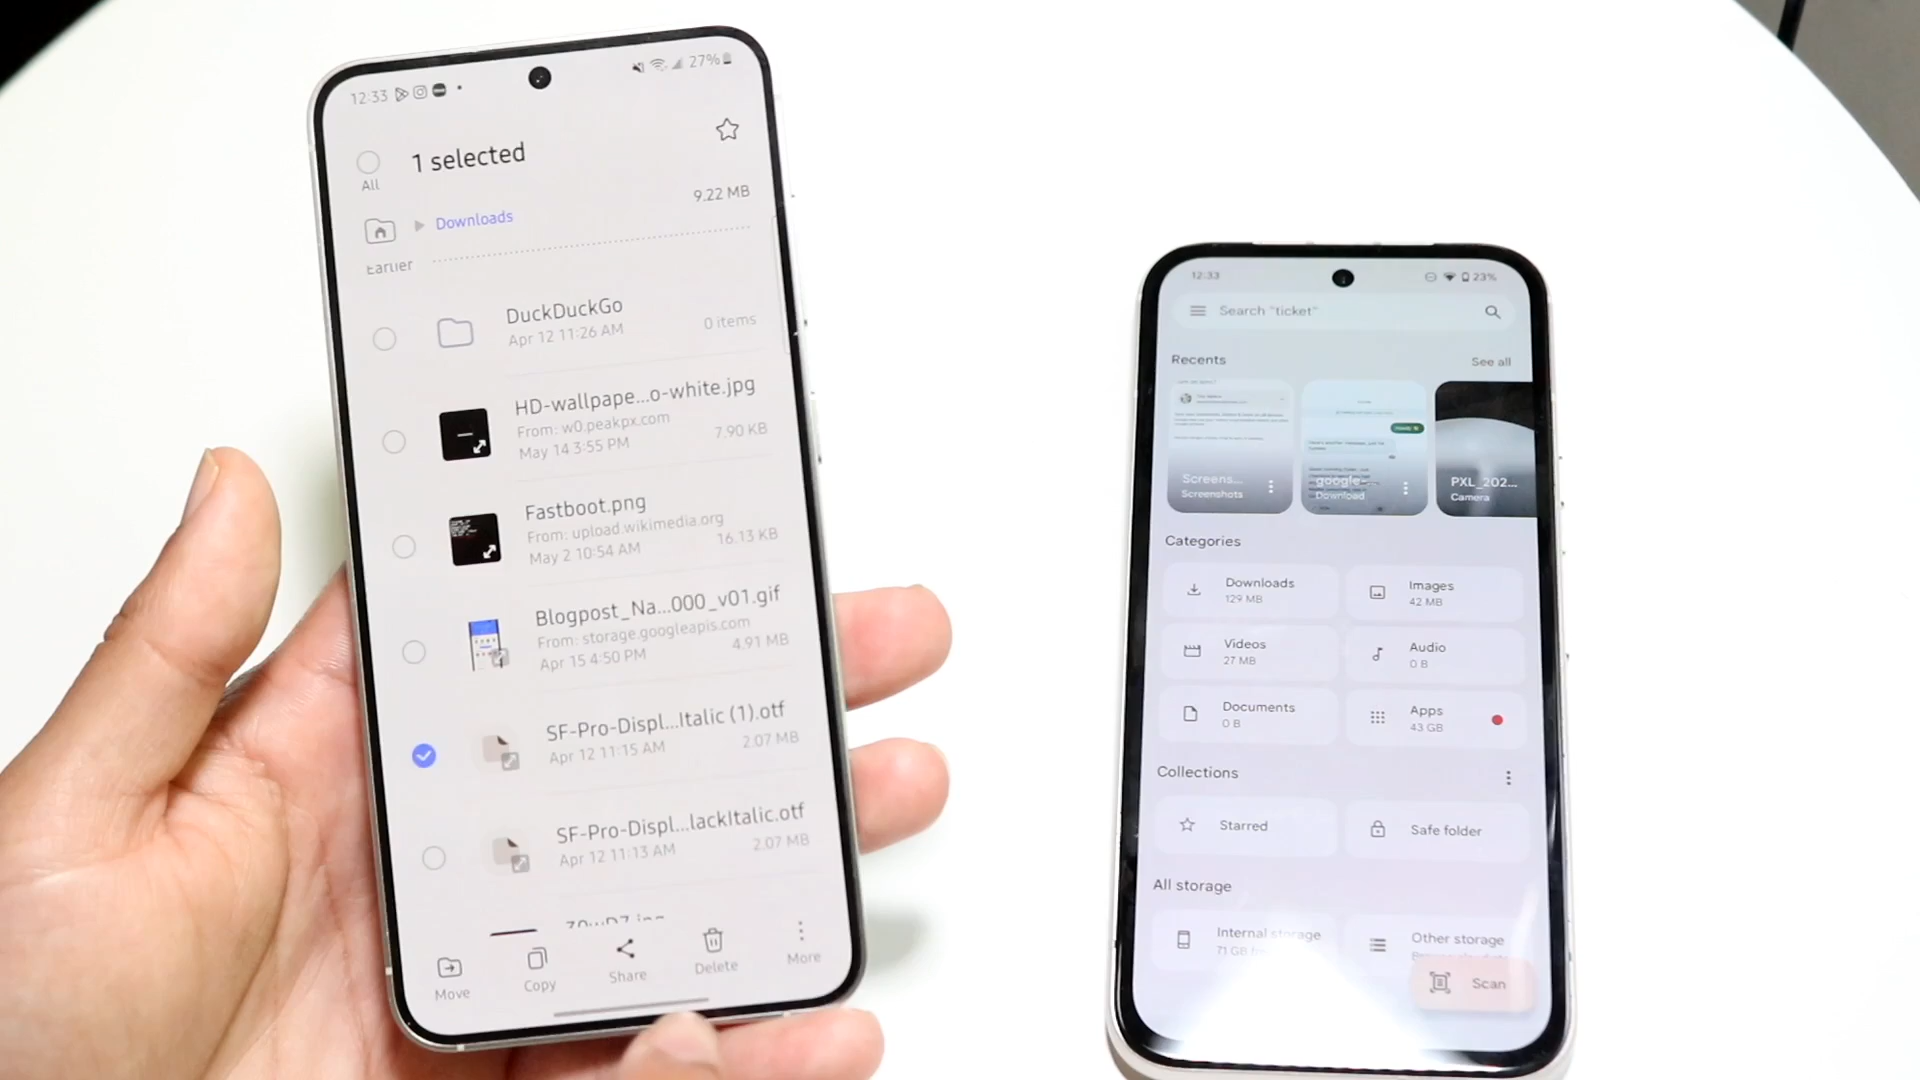 12:33
27%
All
1 selected
9.22 MB
Downloads
Earlier
DuckDuckGo
Apr 12 11:26 AM
0 items
HD-wallpape...o-white.jpg
From: w0.peakpx.com
May 14 3:55 PM
7.90 KB
Fastboot.png
From: upload.wikimedia.org
May 2 10:54 AM
16.13 KB
Blogpost_Na...000_v01.gif
From: storage.googleapis.com
Apr 15 4:50 PM
4.91 MB
SF-Pro-Displ...Italic (1).otf
Apr 12 11:15 AM
2.07 MB
SF-Pro-Displ...lackItalic.otf
Apr 12 11:13 AM
2.07 MB
Move
Copy
Share
Delete
More
12:33
23%
Search "ticket"
Recents
See all
Screens...
Screenshots
google-
Download
PXL_202...
Camera
Categories
Downloads
129 MB
Images
42 MB
Videos
27 MB
Audio
0 B
Documents
0 B
Apps
43 GB
Collections
Starred
Safe folder
All storage
Internal storage
71 GB
Other storage
Scan